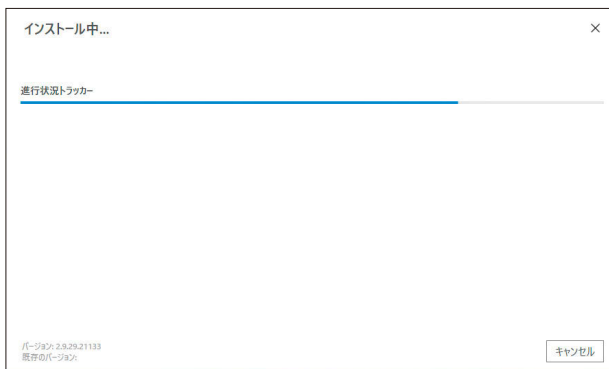 インストール中...
進行状況トラッカー
バージョン: 2.9.29.21133
既存のバージョン:
キャンセル